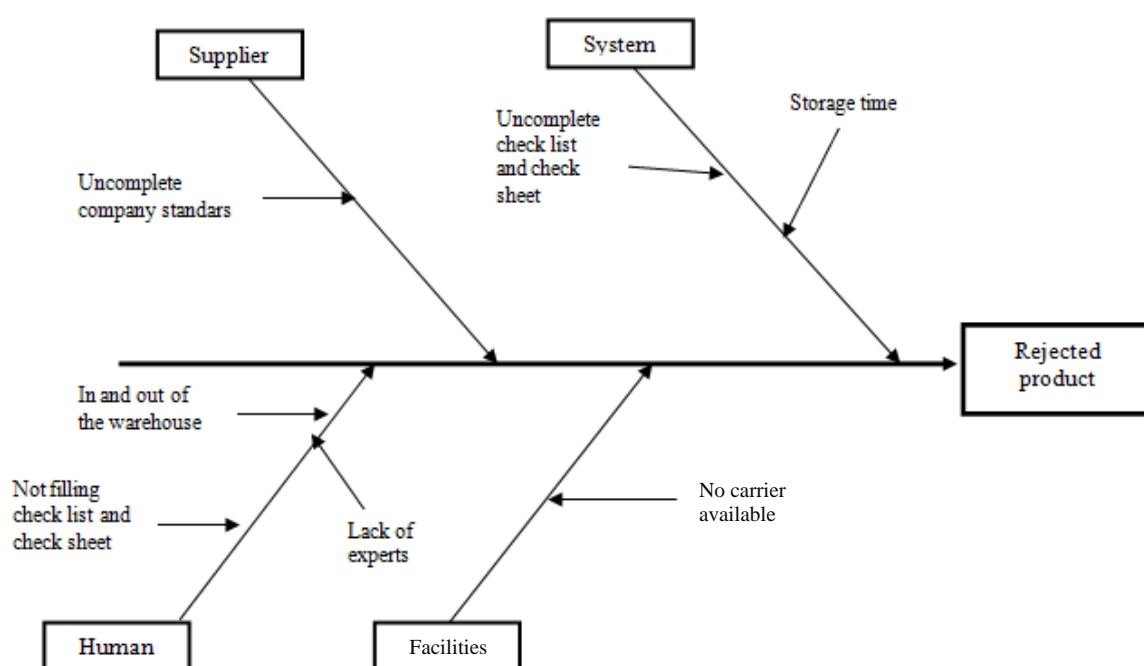 Supplier
System
Storage time
Uncomplete
check list
and check
sheet
Uncomplete
company standars
Rejected
product
In and out of
the warehouse
Not filling
check list and
check sheet
Lack of
experts
No carrier
available
Human
Facilities